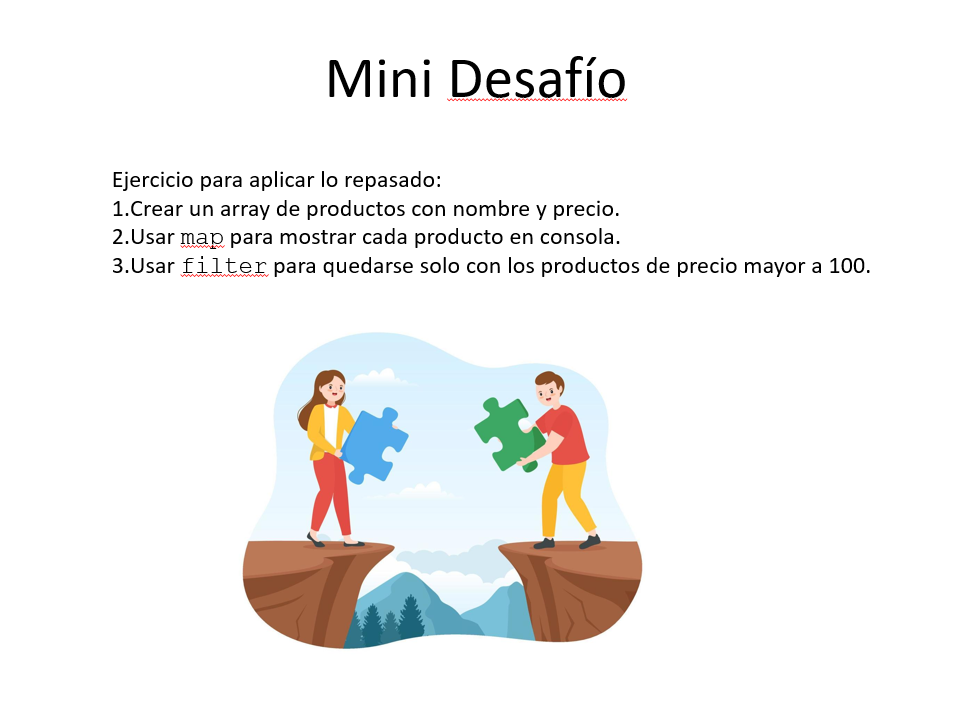 Mini Desafío
Ejercicio para aplicar lo repasado:
1.Crear un array de productos con nombre y precio.
2.Usar map para mostrar cada producto en consola.
3.Usar filter para quedarse solo con los productos de precio mayor a 100.